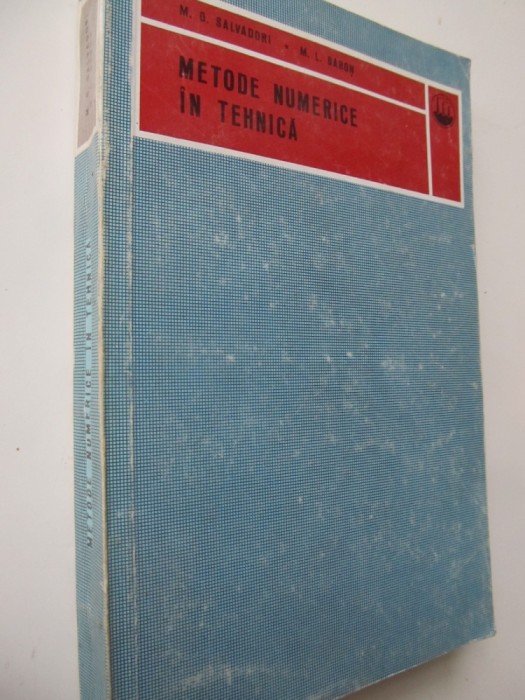 M. G. SALVADORI • M. L. BARON
METODE NUMERICE
ÎN TEHNICĂ
METODE NUMERICE ÎN TEHNICĂ